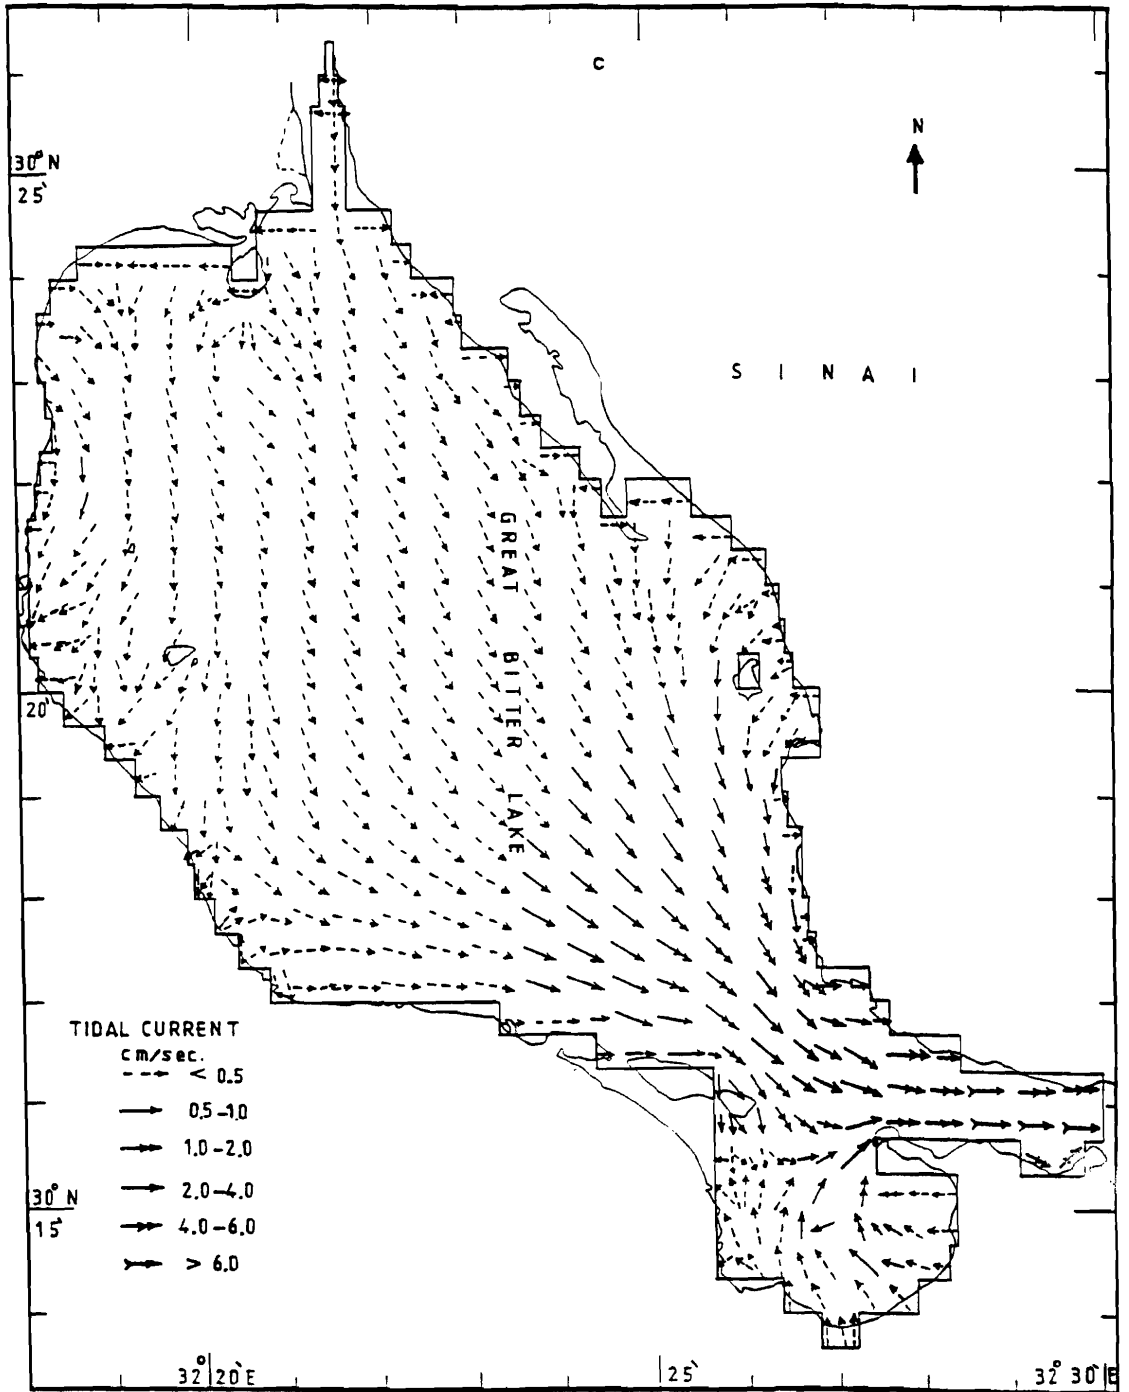 c
N
30° N
25'
S I N A I
GREAT BITTER LAKE
20'
TIDAL CURRENT
cm/sec.
< 0.5
0.5-1.0
1.0-2.0
2.0-4.0
4.0-6.0
> 6.0
30° N
15'
32° 20' E
25'
32° 30' E